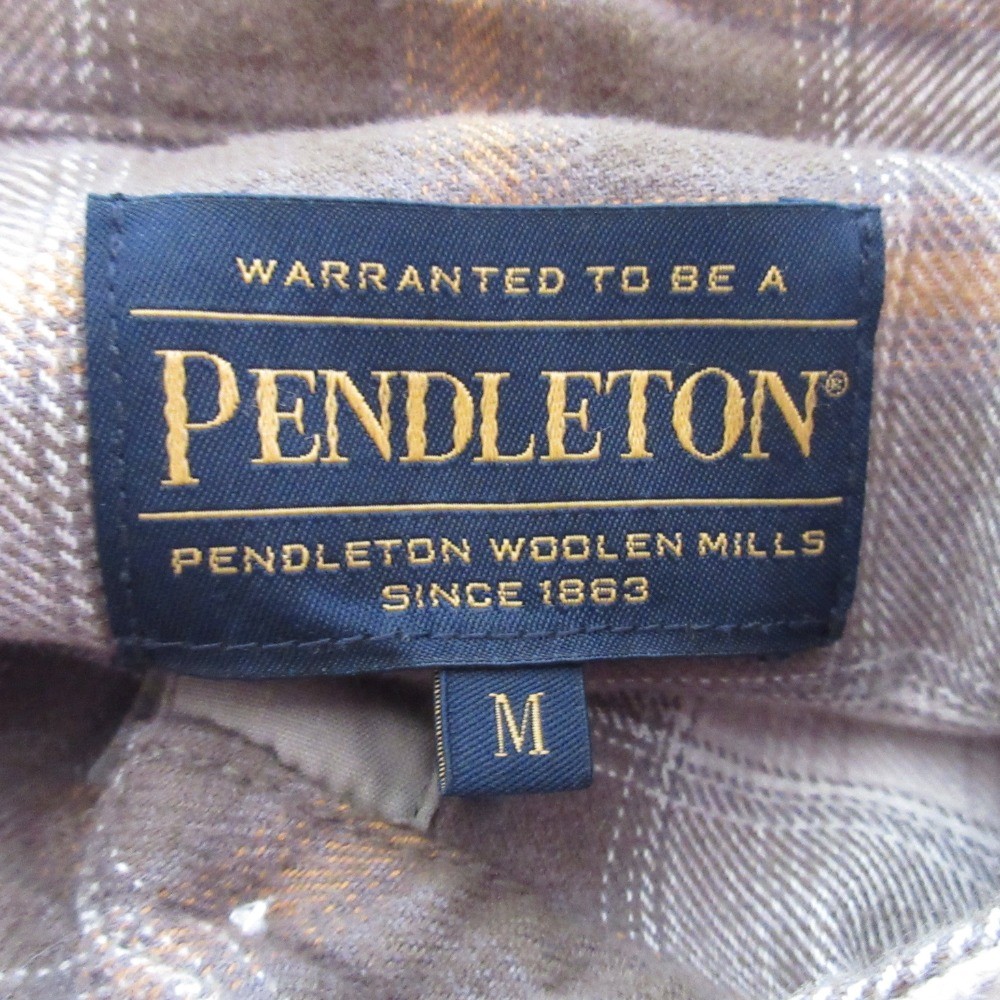 WARRANTED TO BE A
PENDLETON®
PENDLETON WOOLEN MILLS
SINCE 1863
M